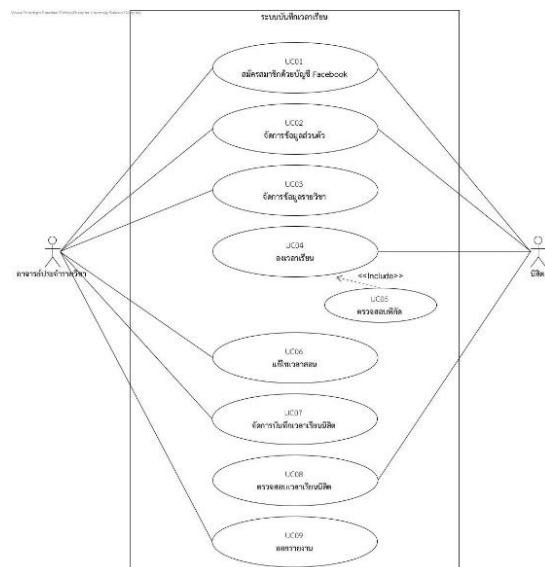 ระบบบันทึกเวลาเรียน
UC01
สมัครสมาชิกด้วยบัญชี Facebook
UC02
จัดการข้อมูลส่วนตัว
UC03
จัดการข้อมูลรายวิชา
UC04
ลงเวลาเรียน
<<Include>>
UC05
ตรวจสอบพิกัด
อาจารย์ประจำรายวิชา
นิสิต
UC06
แก้ไขเวลาสอน
UC07
จัดการบันทึกเวลาเรียนนิสิต
UC08
ตรวจสอบเวลาเรียนนิสิต
UC09
ออกรายงาน